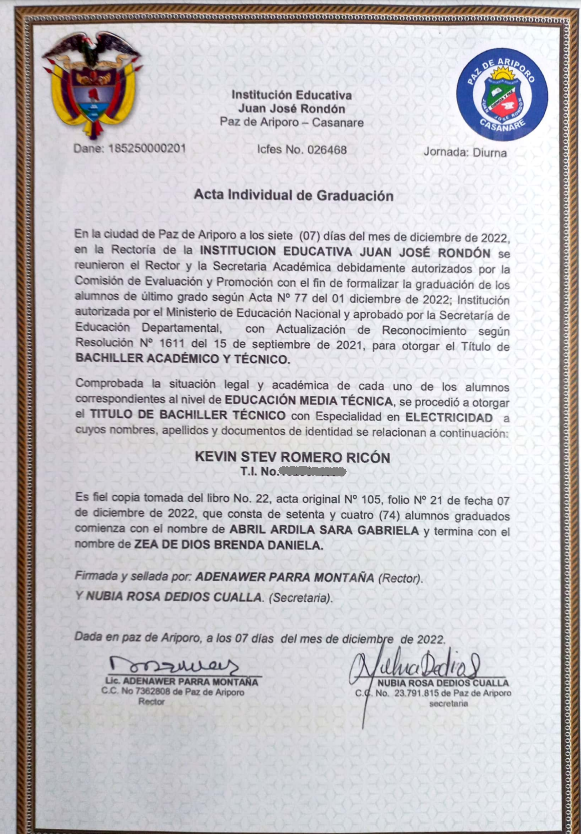 PAZ DE ARIPORO
JUAN JOSE RONDON
CASANARE
Institución Educativa
Juan José Rondón
Paz de Ariporo – Casanare
Dane: 185250000201 Icfes No. 026468 Jornada: Diurna
Acta Individual de Graduación
En la ciudad de Paz de Ariporo a los siete (07) días del mes de diciembre de 2022,
en la Rectoría de la INSTITUCION EDUCATIVA JUAN JOSÉ RONDÓN se
reunieron el Rector y la Secretaria Académica debidamente autorizados por la
Comisión de Evaluación y Promoción con el fin de formalizar la graduación de los
alumnos de último grado según Acta Nº 77 del 01 diciembre de 2022; Institución
autorizada por el Ministerio de Educación Nacional y aprobado por la Secretaría de
Educación Departamental, con Actualización de Reconocimiento según
Resolución Nº 1611 del 15 de septiembre de 2021, para otorgar el Título de
BACHILLER ACADÉMICO Y TÉCNICO.
Comprobada la situación legal y académica de cada uno de los alumnos
correspondientes al nivel de EDUCACIÓN MEDIA TÉCNICA, se procedió a otorgar
el TITULO DE BACHILLER TÉCNICO con Especialidad en ELECTRICIDAD a
cuyos nombres, apellidos y documentos de identidad se relacionan a continuación:
KEVIN STEV ROMERO RICÓN
T.I. No.
Es fiel copia tomada del libro No. 22, acta original Nº 105, folio Nº 21 de fecha 07
de diciembre de 2022, que consta de setenta y cuatro (74) alumnos graduados
comienza con el nombre de ABRIL ARDILA SARA GABRIELA y termina con el
nombre de ZEA DE DIOS BRENDA DANIELA.
Firmada y sellada por: ADENAWER PARRA MONTAÑA (Rector).
Y NUBIA ROSA DEDIOS CUALLA. (Secretaria).
Dada en paz de Ariporo, a los 07 días del mes de diciembre de 2022.
Nubia Dedios
Lic. ADENAWER PARRA MONTAÑA NUBIA ROSA DEDIOS CUALLA
C.C. No 7362808 de Paz de Ariporo C.C. No. 23.791.815 de Paz de Ariporo
Rector secretaria